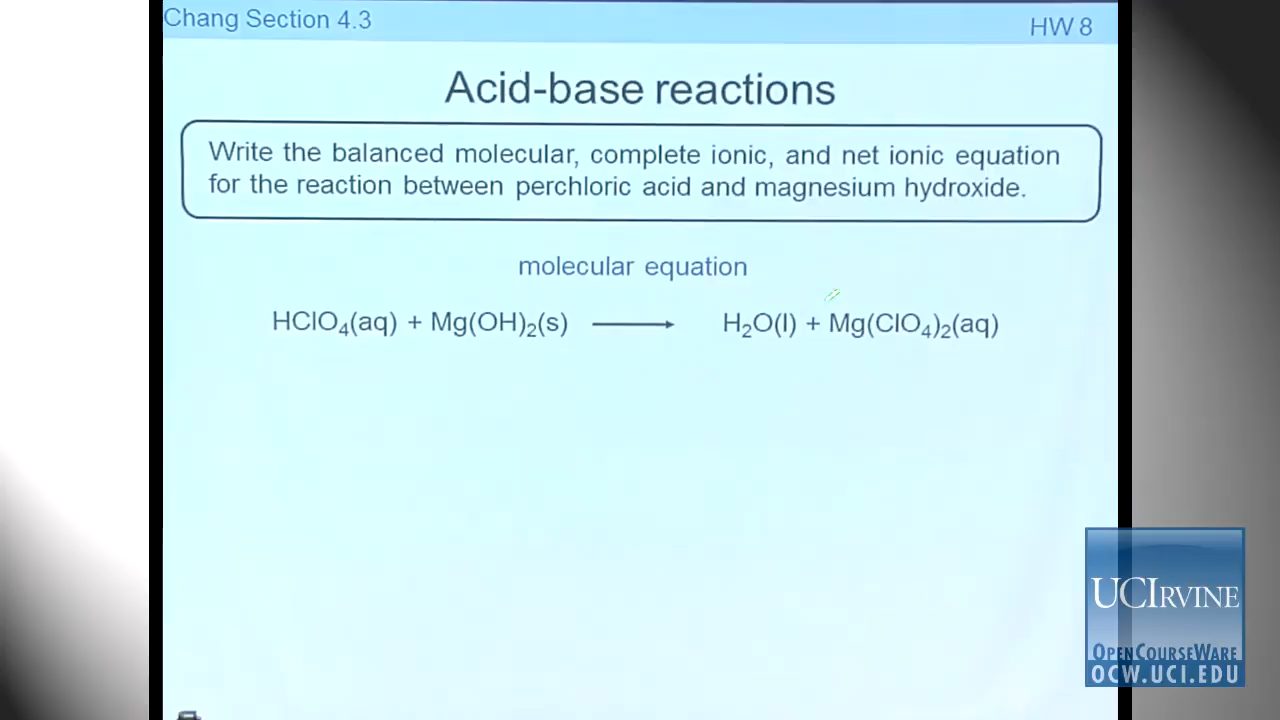 Chang Section 4.3
HW 8
Acid-base reactions
Write the balanced molecular, complete ionic, and net ionic equation
for the reaction between perchloric acid and magnesium hydroxide.
molecular equation
HClO₄(aq) + Mg(OH)₂(s) ⟶ H₂O(l) + Mg(ClO₄)₂(aq)
UCIRVINE
OPENCOURSEWARE
OCW.UCI.EDU